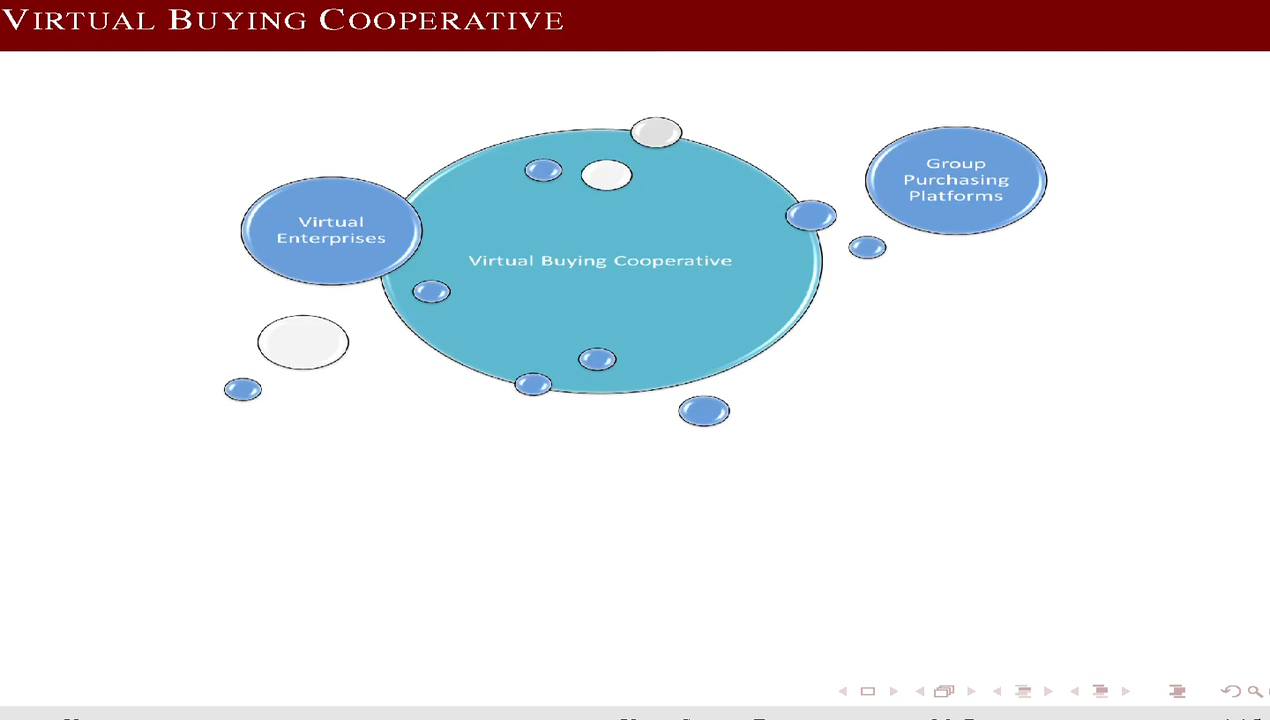 VIRTUAL BUYING COOPERATIVE
Group
Purchasing
Platforms
Virtual
Enterprises
Virtual Buying Cooperative